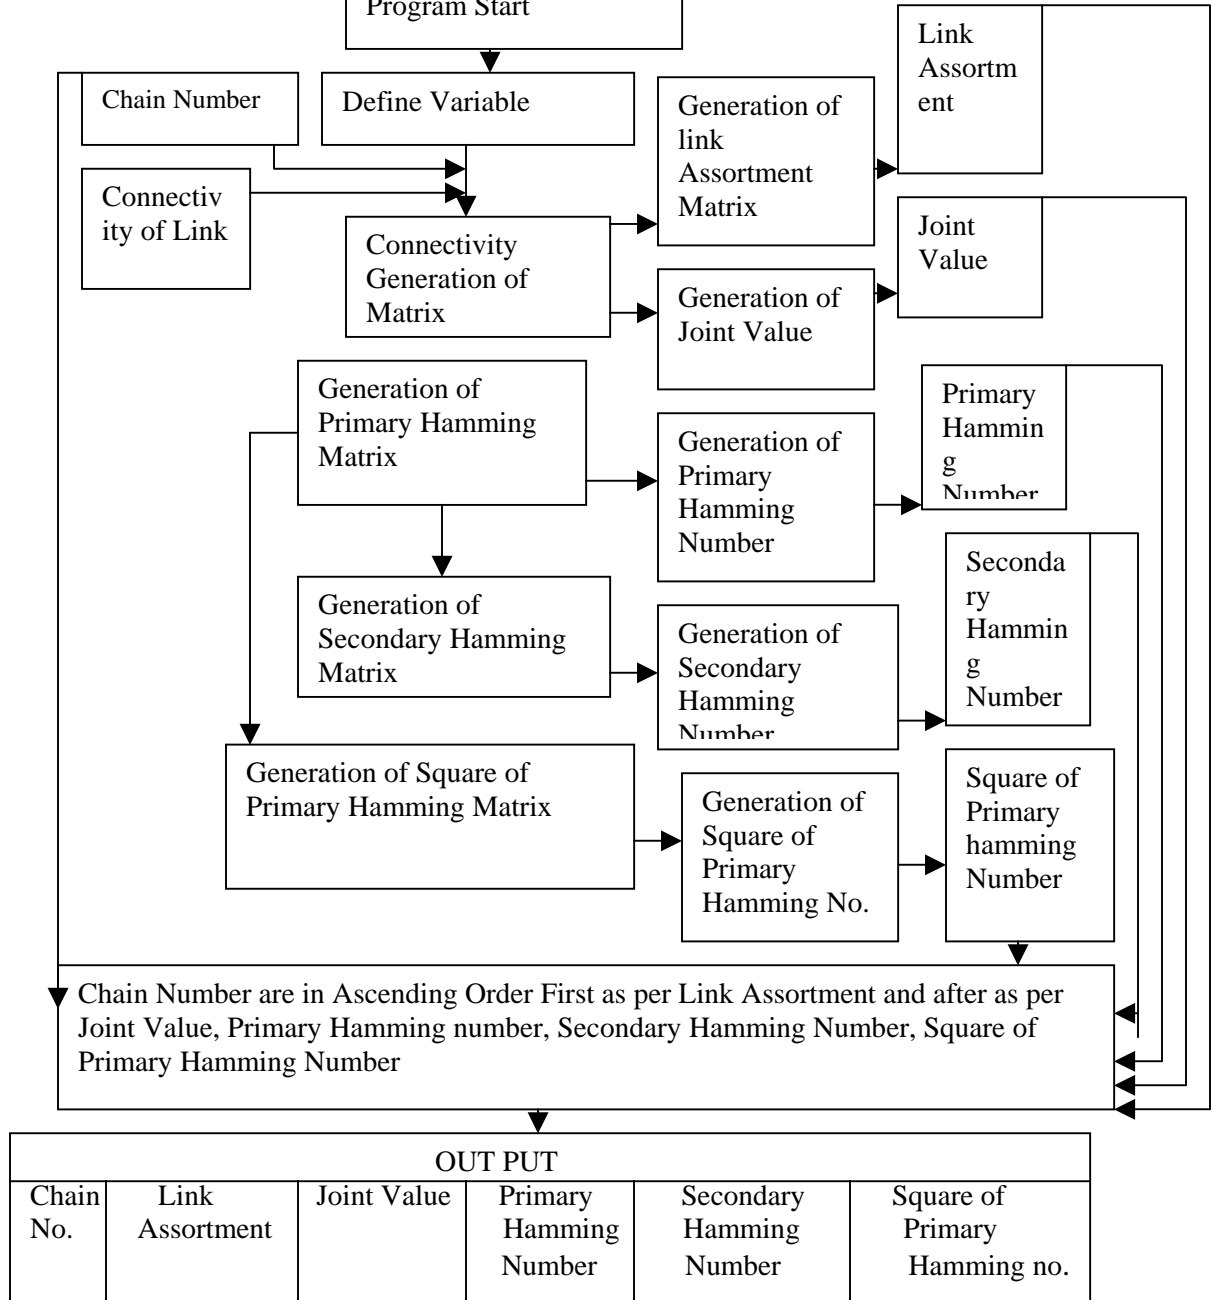 Program Start
Chain Number
Define Variable
Link
Assortm
ent
Generation of
link
Assortment
Matrix
Connectiv
ity of Link
Connectivity
Generation of
Matrix
Joint
Value
Generation of
Joint Value
Generation of
Primary Hamming
Matrix
Primary
Hammin
g
Number
Generation of
Primary
Hamming
Number
Generation of
Secondary Hamming
Matrix
Generation of
Secondary
Hamming
Number
Seconda
ry
Hammin
g
Number
Generation of Square of
Primary Hamming Matrix
Generation of
Square of
Primary
Hamming No.
Square of
Primary
hamming
Number
Chain Number are in Ascending Order First as per Link Assortment and after as per
Joint Value, Primary Hamming number, Secondary Hamming Number, Square of
Primary Hamming Number
OUT PUT
Chain
No.
Link
Assortment
Joint Value
Primary
Hamming
Number
Secondary
Hamming
Number
Square of
Primary
Hamming no.